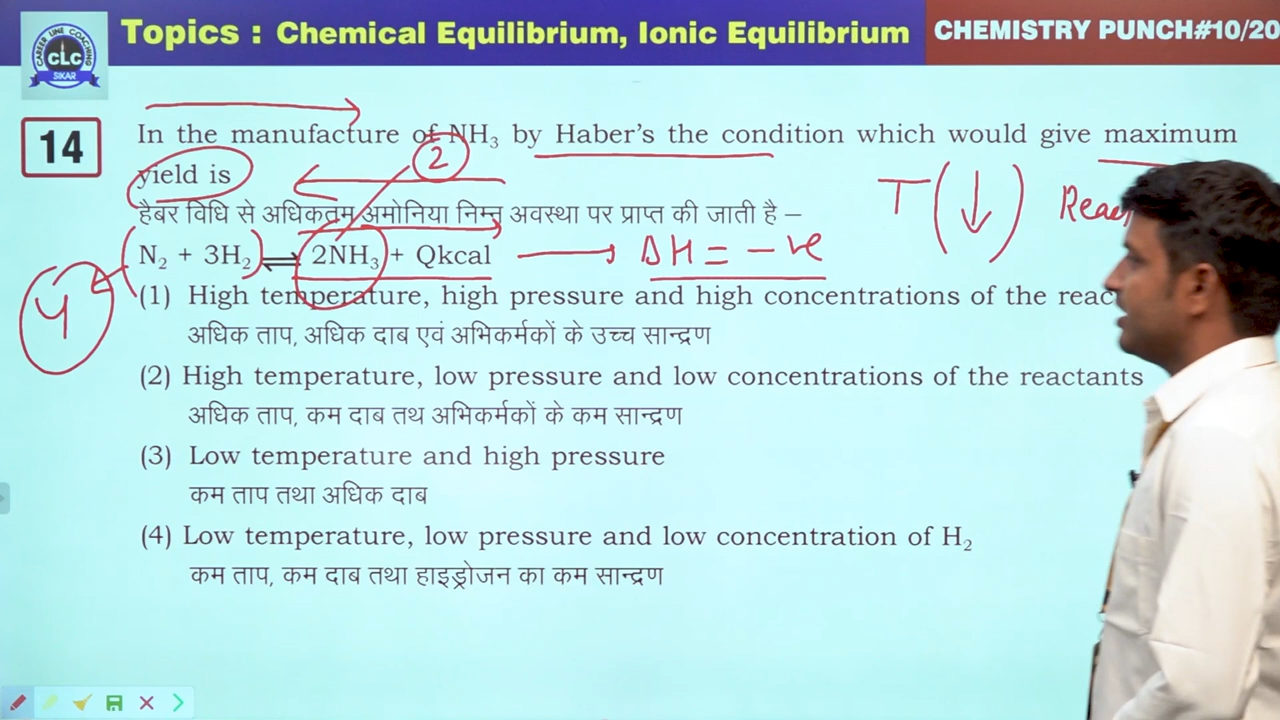 CAREER LINE COACHING
CLC
SIKAR
Topics : Chemical Equilibrium, Ionic Equilibrium
CHEMISTRY PUNCH#10/20
14
In the manufacture of NH₃ by Haber's the condition which would give maximum
yield is
2
T (↓)
हैबर विधि से अधिकतम अमोनिया निम्न अवस्था पर प्राप्त की जाती है –
N₂ + 3H₂ ⇌ 2NH₃ + Qkcal → ΔH = -ve
4
(1) High temperature, high pressure and high concentrations of the
अधिक ताप, अधिक दाब एवं अभिकर्मकों के उच्च सान्द्रण
(2) High temperature, low pressure and low concentrations of the reactants
अधिक ताप, कम दाब तथ अभिकर्मकों के कम सान्द्रण
(3) Low temperature and high pressure
कम ताप तथा अधिक दाब
(4) Low temperature, low pressure and low concentration of H₂
कम ताप, कम दाब तथा हाइड्रोजन का कम सान्द्रण